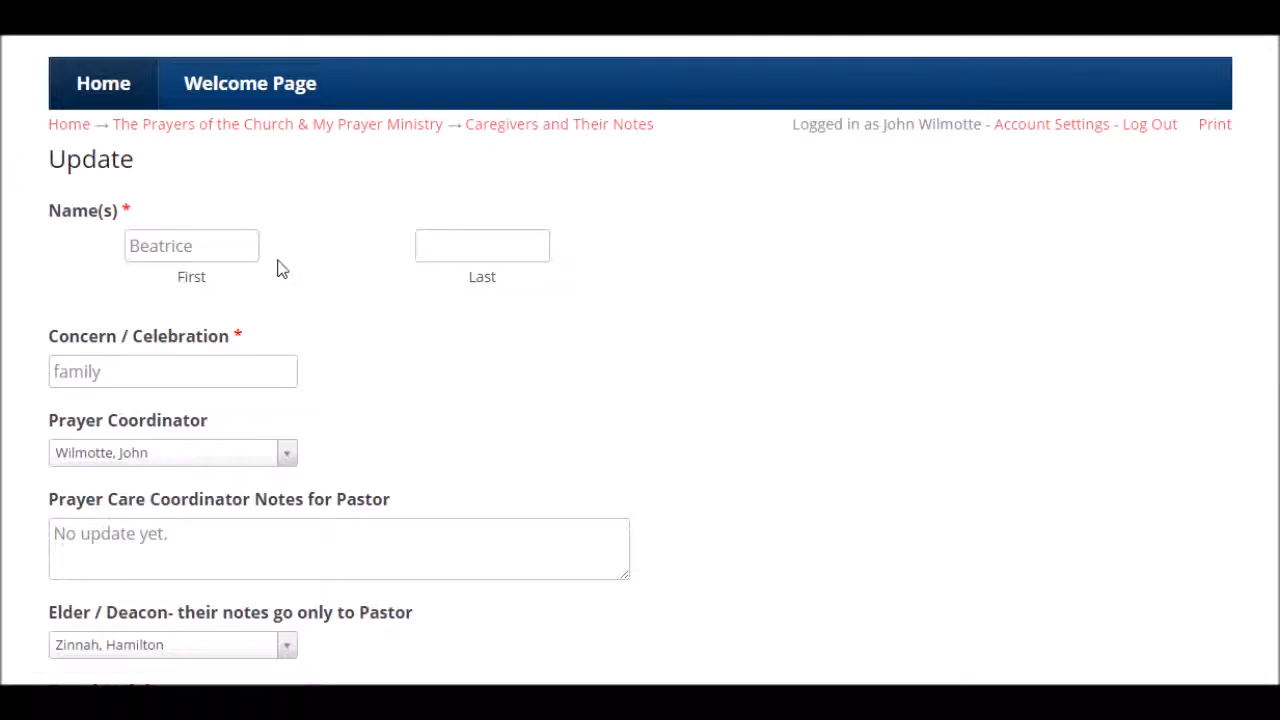 Home Welcome Page
Home → The Prayers of the Church & My Prayer Ministry → Caregivers and Their Notes Logged in as John Wilmotte - Account Settings - Log Out Print
Update
Name(s) *
Beatrice
First Last
Concern / Celebration *
family
Prayer Coordinator
Wilmotte, John
Prayer Care Coordinator Notes for Pastor
No update yet.
Elder / Deacon- their notes go only to Pastor
Zinnah, Hamilton